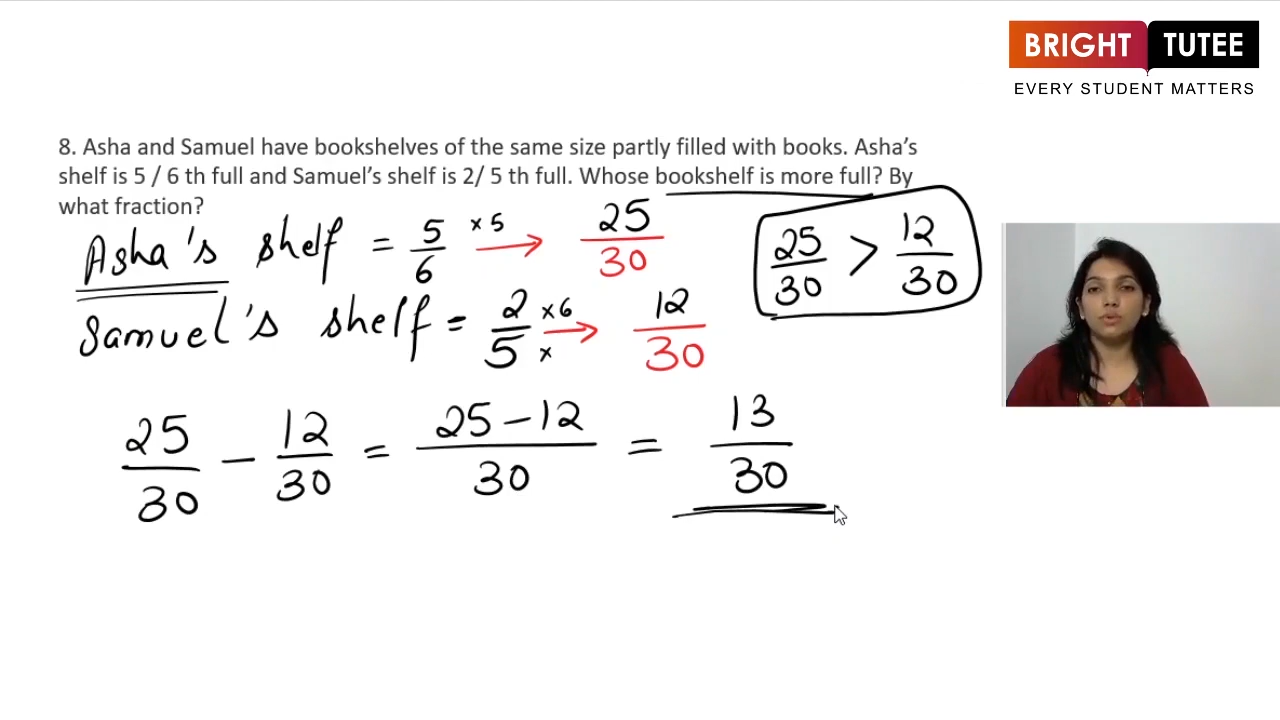 BRIGHT TUTEE
EVERY STUDENT MATTERS
8. Asha and Samuel have bookshelves of the same size partly filled with books. Asha’s
shelf is 5 / 6 th full and Samuel’s shelf is 2/ 5 th full. Whose bookshelf is more full? By
what fraction?
Asha's shelf = 5/6 ×5 → 25/30
25/30 > 12/30
Samuel's shelf = 2/5 ×6 × → 12/30
25/30 − 12/30 = 25−12/30 = 13/30